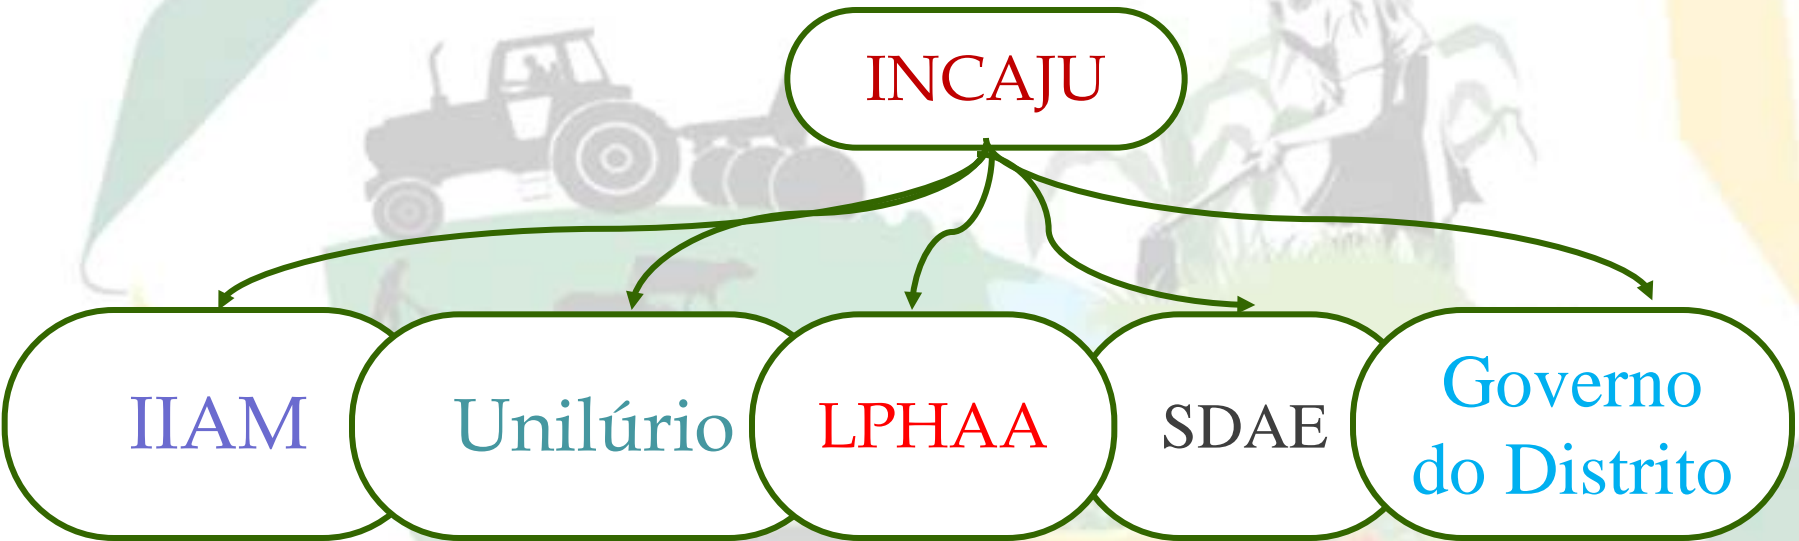 INCAJU
IIAM
Unilúrio
LPHAA
SDAE
Governo
do Distrito